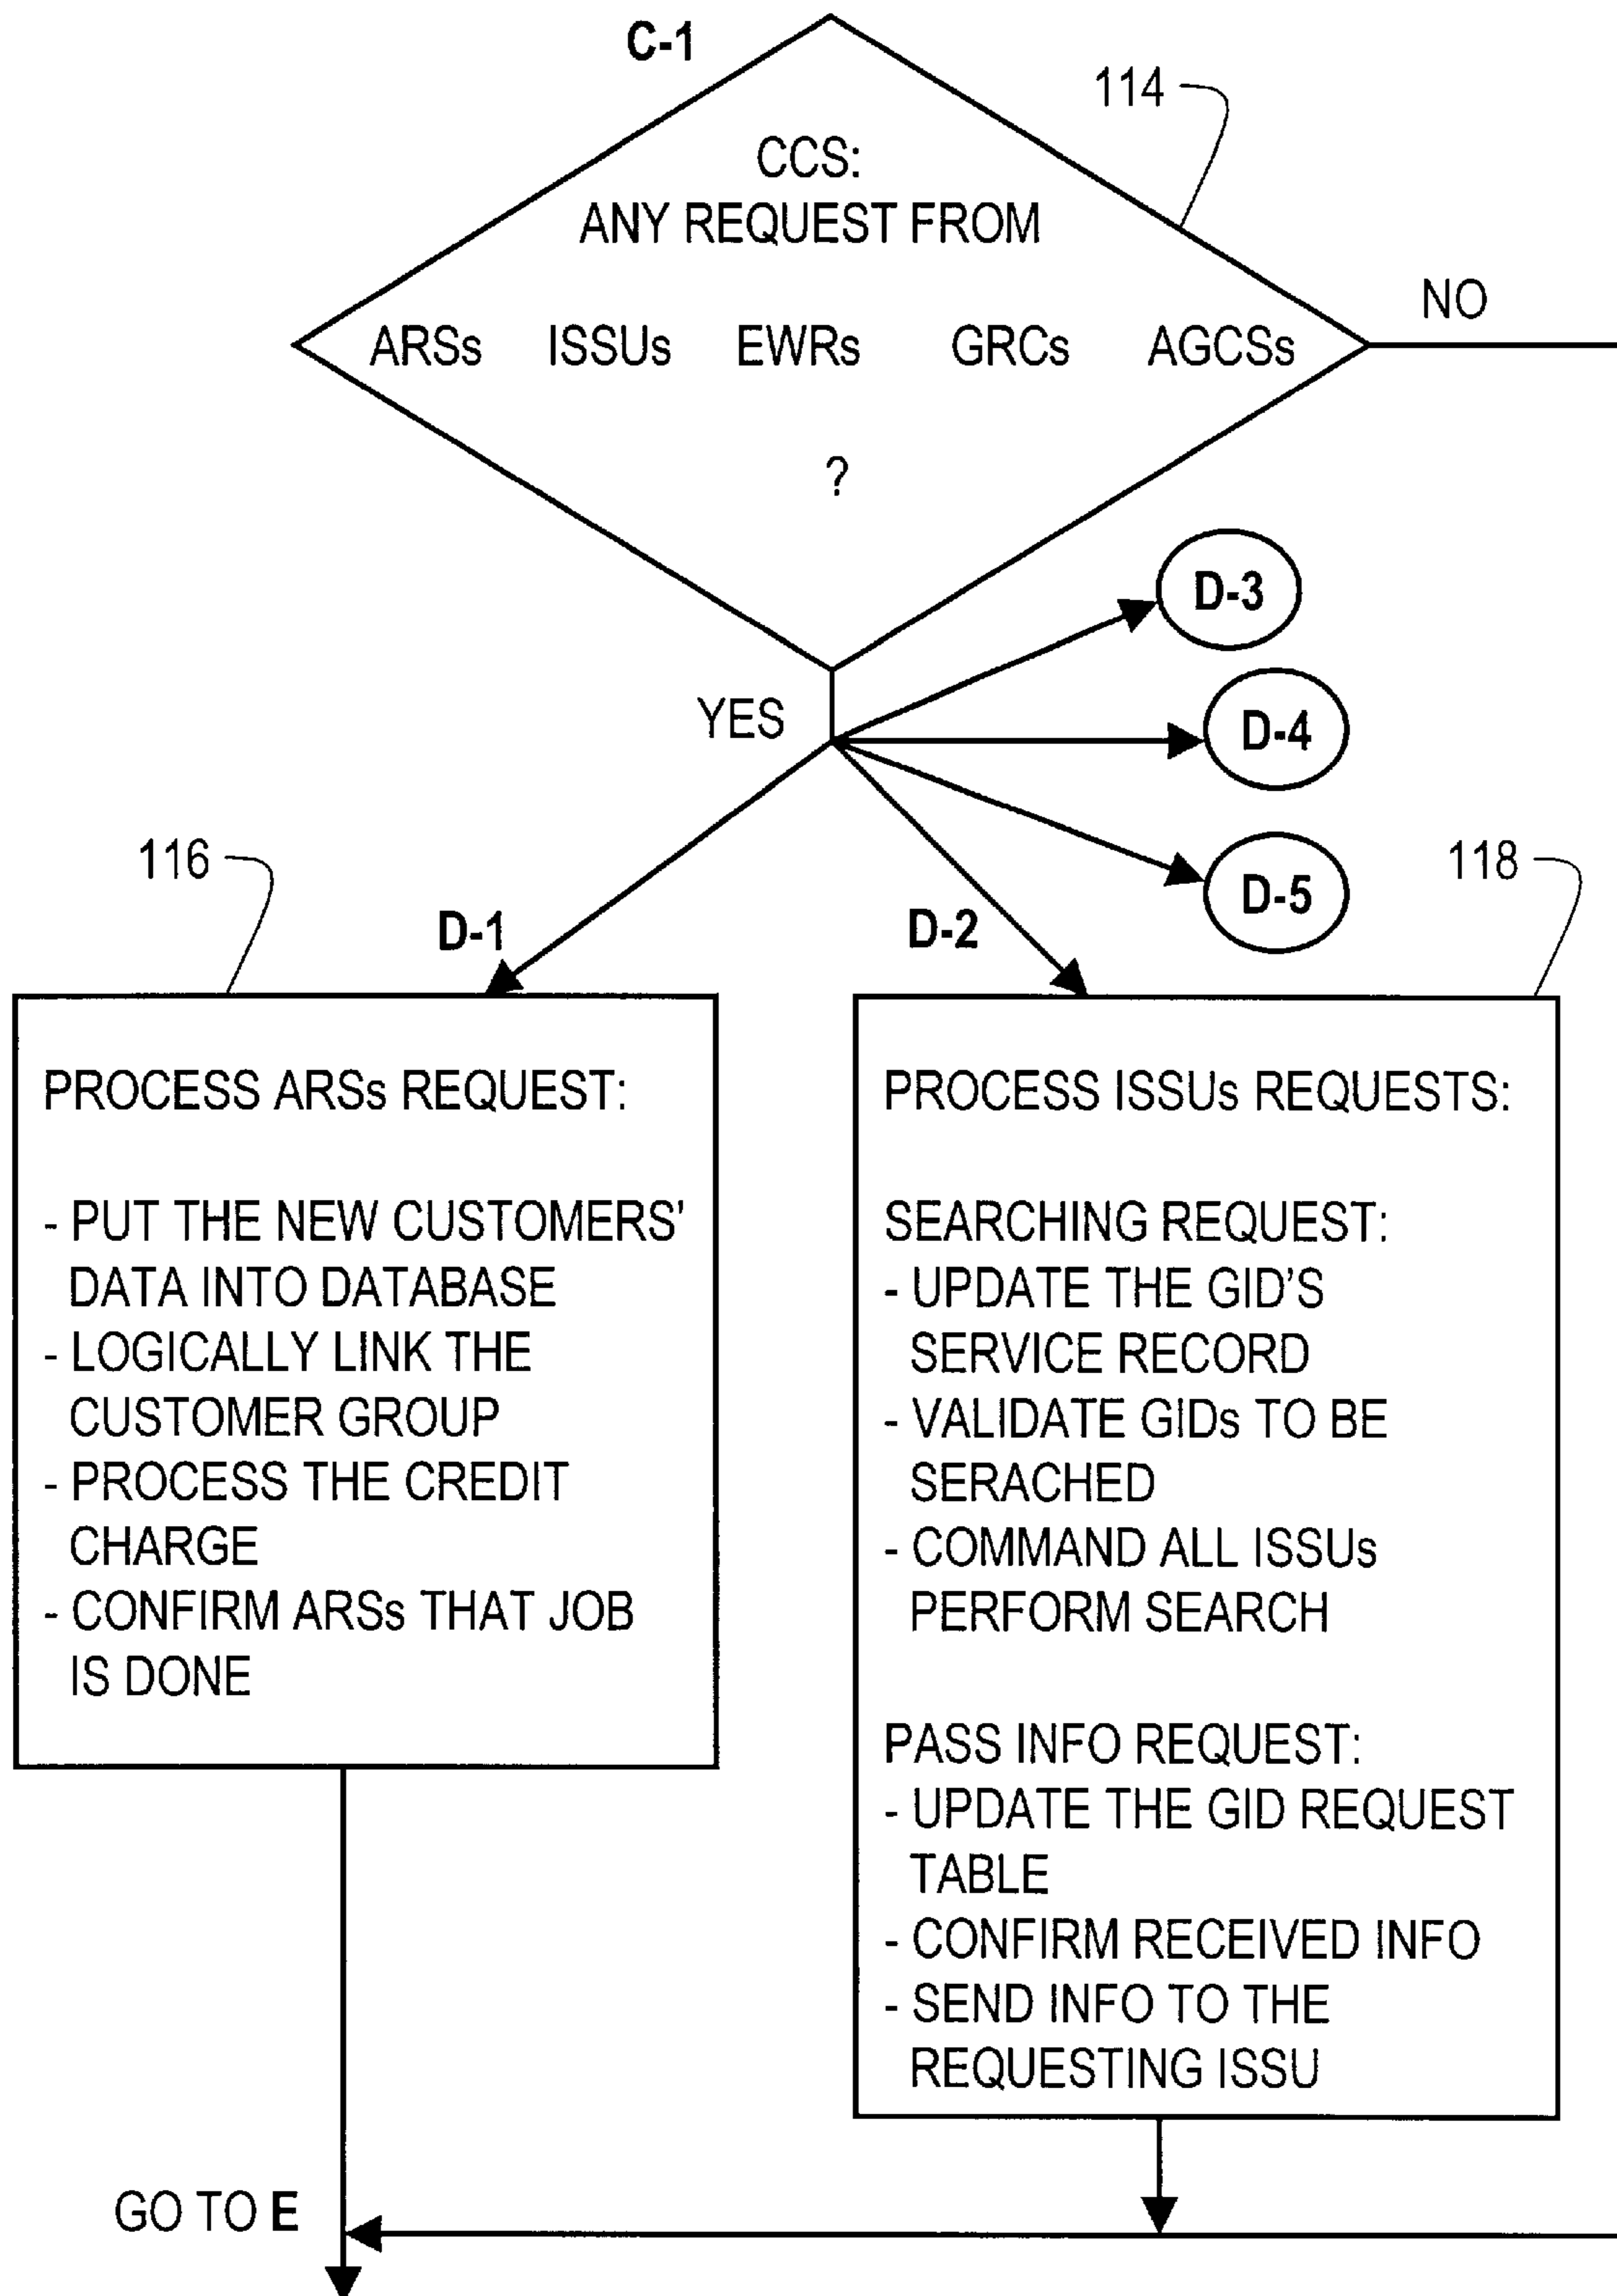 C-1
114
CCS:
ANY REQUEST FROM
NO
ARSs ISSUs EWRs GRCs AGCSs
?
D-3
YES
D-4
116
118
D-5
D-1
D-2
PROCESS ARSs REQUEST:
- PUT THE NEW CUSTOMERS'
DATA INTO DATABASE
- LOGICALLY LINK THE
CUSTOMER GROUP
- PROCESS THE CREDIT
CHARGE
- CONFIRM ARSs THAT JOB
IS DONE
PROCESS ISSUs REQUESTS:
SEARCHING REQUEST:
- UPDATE THE GID'S
SERVICE RECORD
- VALIDATE GIDs TO BE
SERACHED
- COMMAND ALL ISSUs
PERFORM SEARCH
PASS INFO REQUEST:
- UPDATE THE GID REQUEST
TABLE
- CONFIRM RECEIVED INFO
- SEND INFO TO THE
REQUESTING ISSU
GO TO E